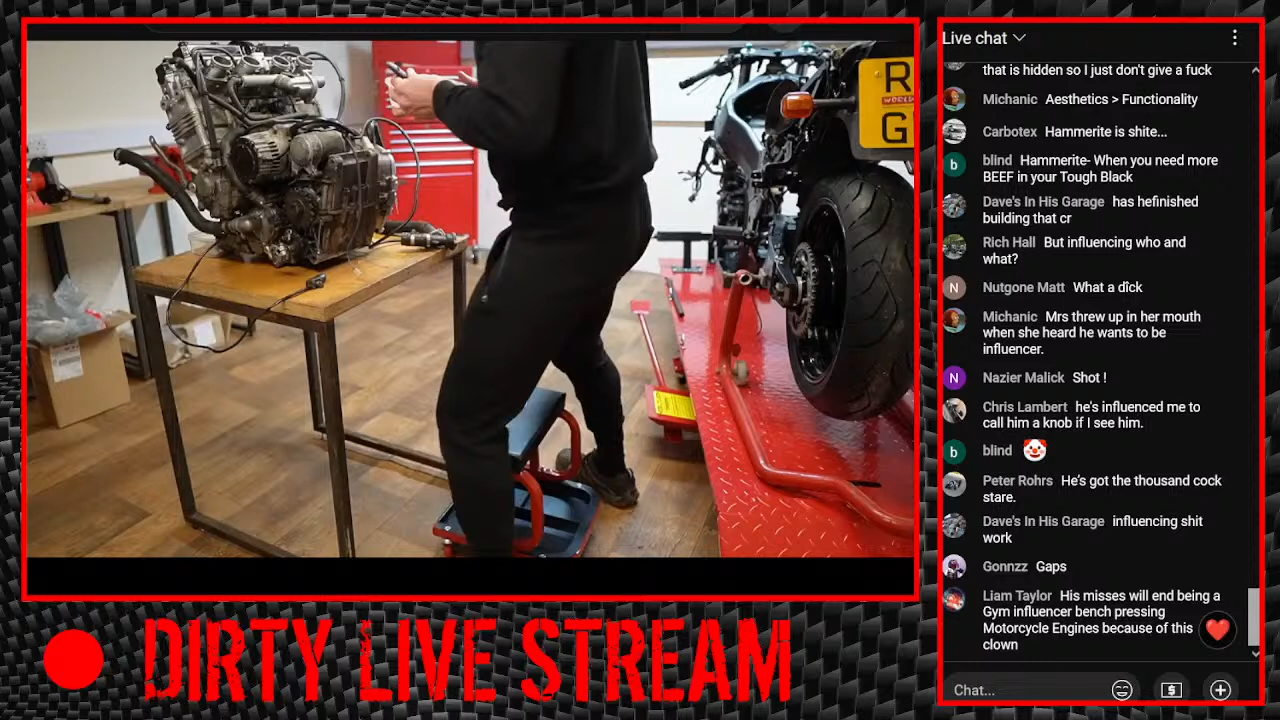 R
WORLD
G
DIRTY LIVE STREAM
Live chat
that is hidden so I just don't give a fuck
Michanic Aesthetics > Functionality
Carbotex Hammerite is shite...
b blind Hammerite- When you need more
BEEF in your Tough Black
Dave's In His Garage has hefinished
building that cr
Rich Hall But influencing who and
what?
N Nutgone Matt What a dîck
Michanic Mrs threw up in her mouth
when she heard he wants to be
influencer.
N Nazier Malick Shot !
Chris Lambert he's influenced me to
call him a knob if I see him.
b blind 🤡
Peter Rohrs He's got the thousand cock
stare.
Dave's In His Garage influencing shit
work
Gonnzz Gaps
Liam Taylor His misses will end being a
Gym influencer bench pressing
Motorcycle Engines because of this
clown
Chat...